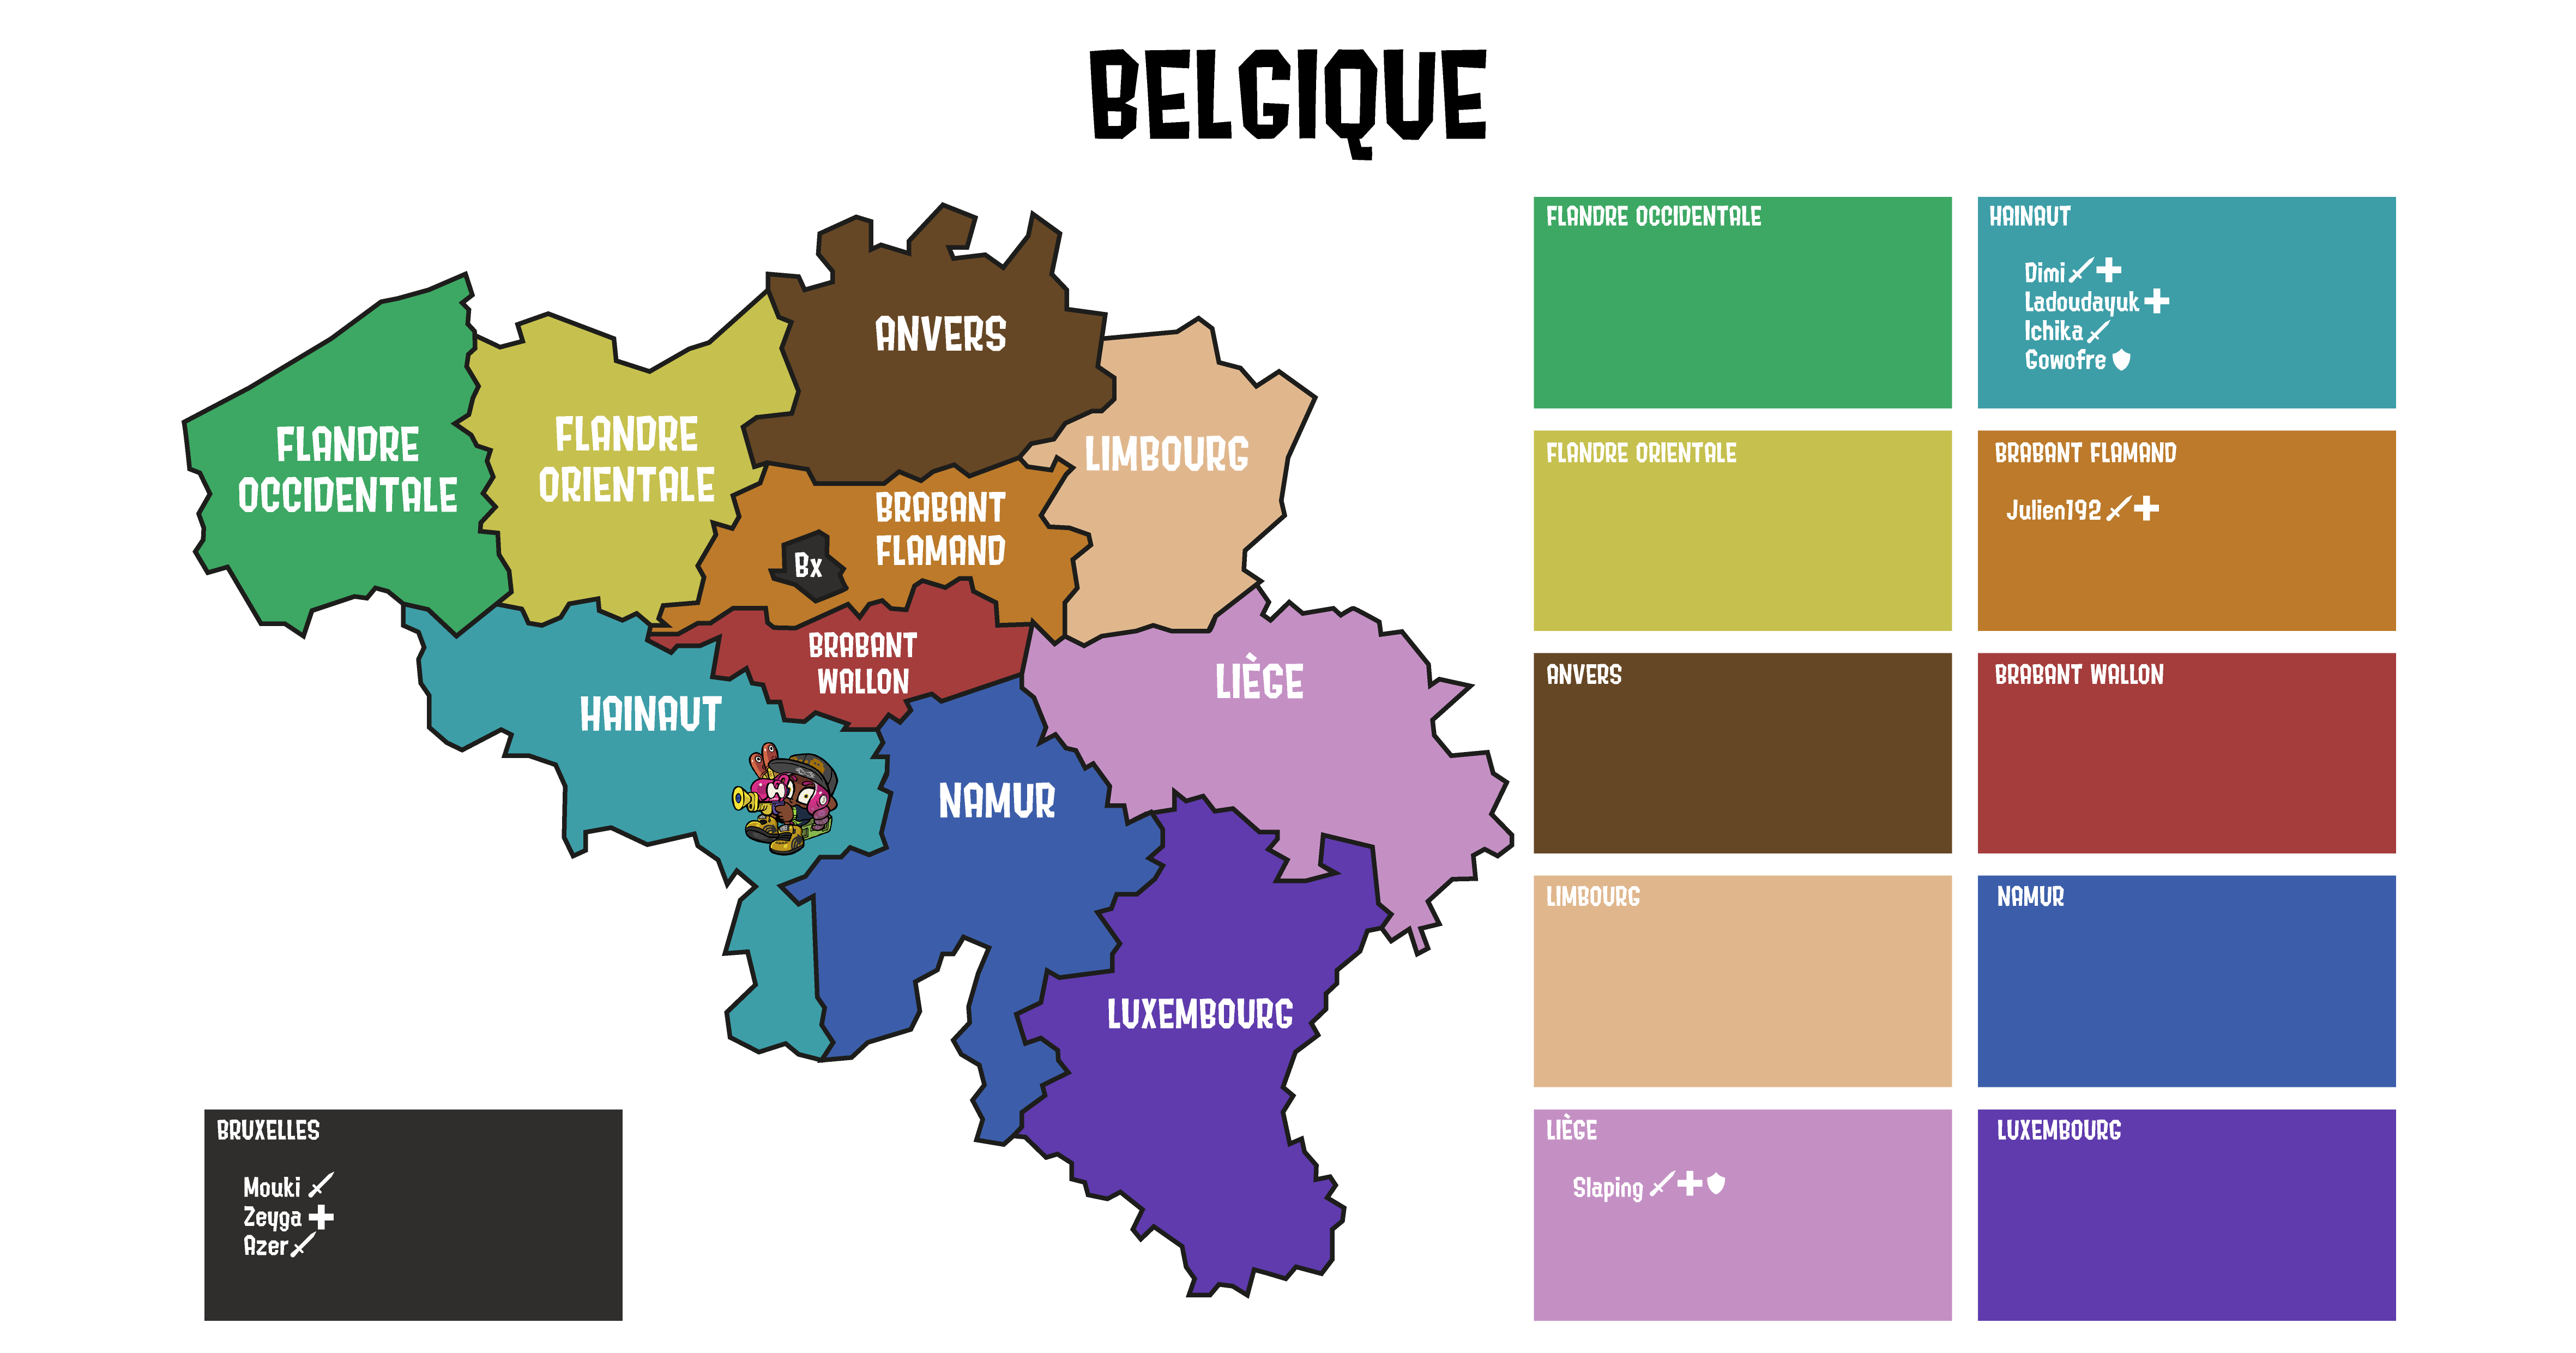 BELGIQUE
FLANDRE
OCCIDENTALE
FLANDRE
ORIENTALE
ANVERS
LIMBOURG
BRABANT
FLAMAND
Bx
BRABANT
WALLON
HAINAUT
LIÈGE
NAMUR
LUXEMBOURG
BRUXELLES
Mouki
Zeyga
Azer
FLANDRE OCCIDENTALE
HAINAUT
Dimi
Ladoudayuk
Ichika
Gowofre
FLANDRE ORIENTALE
BRABANT FLAMAND
Julien192
ANVERS
BRABANT WALLON
LIMBOURG
NAMUR
LIÈGE
Slaping
LUXEMBOURG